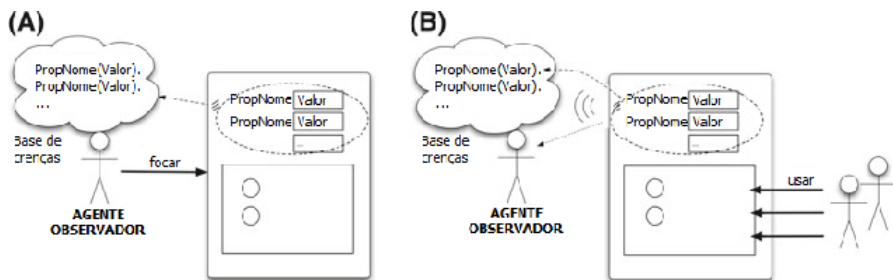 (A)
PropNome(Valor).
PropNome(Valor).
...
Base de
crenças
focar
AGENTE
OBSERVADOR
PropNome Valor
PropNome Valor
...
(B)
PropNome(Valor).
PropNome(Valor).
...
Base de
crenças
AGENTE
OBSERVADOR
PropNome Valor
PropNome Valor
...
usar